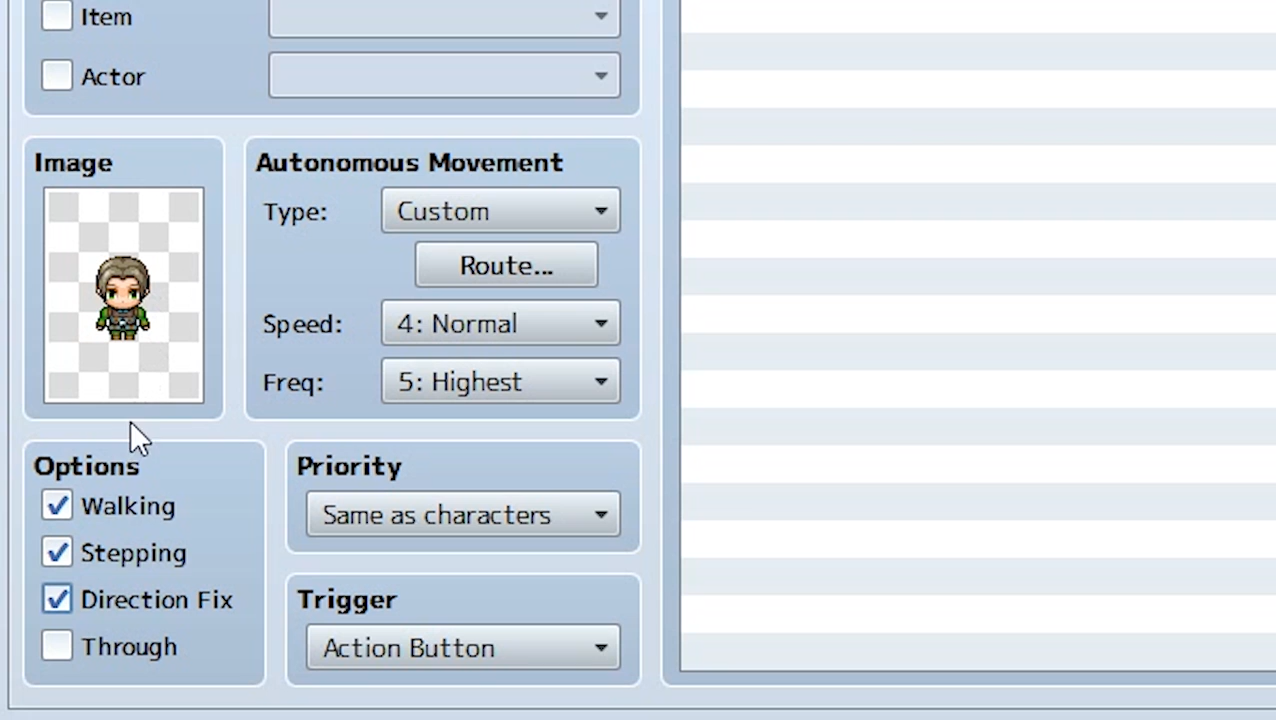 Item
Actor
Image
Autonomous Movement
Type:
Custom
Route...
Speed:
4: Normal
Freq:
5: Highest
Options
Walking
Stepping
Direction Fix
Through
Priority
Same as characters
Trigger
Action Button